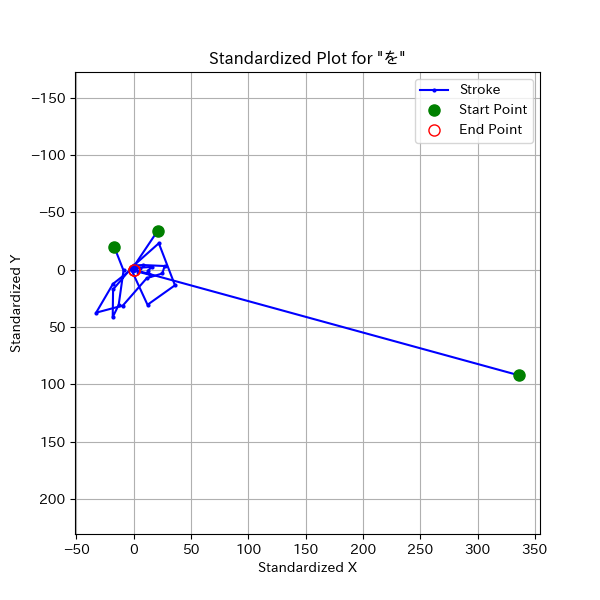 Standardized Plot for "を"
Stroke
Start Point
End Point
Standardized Y
−150
−100
−50
0
50
100
150
200
−50 0 50 100 150 200 250 300 350
Standardized X